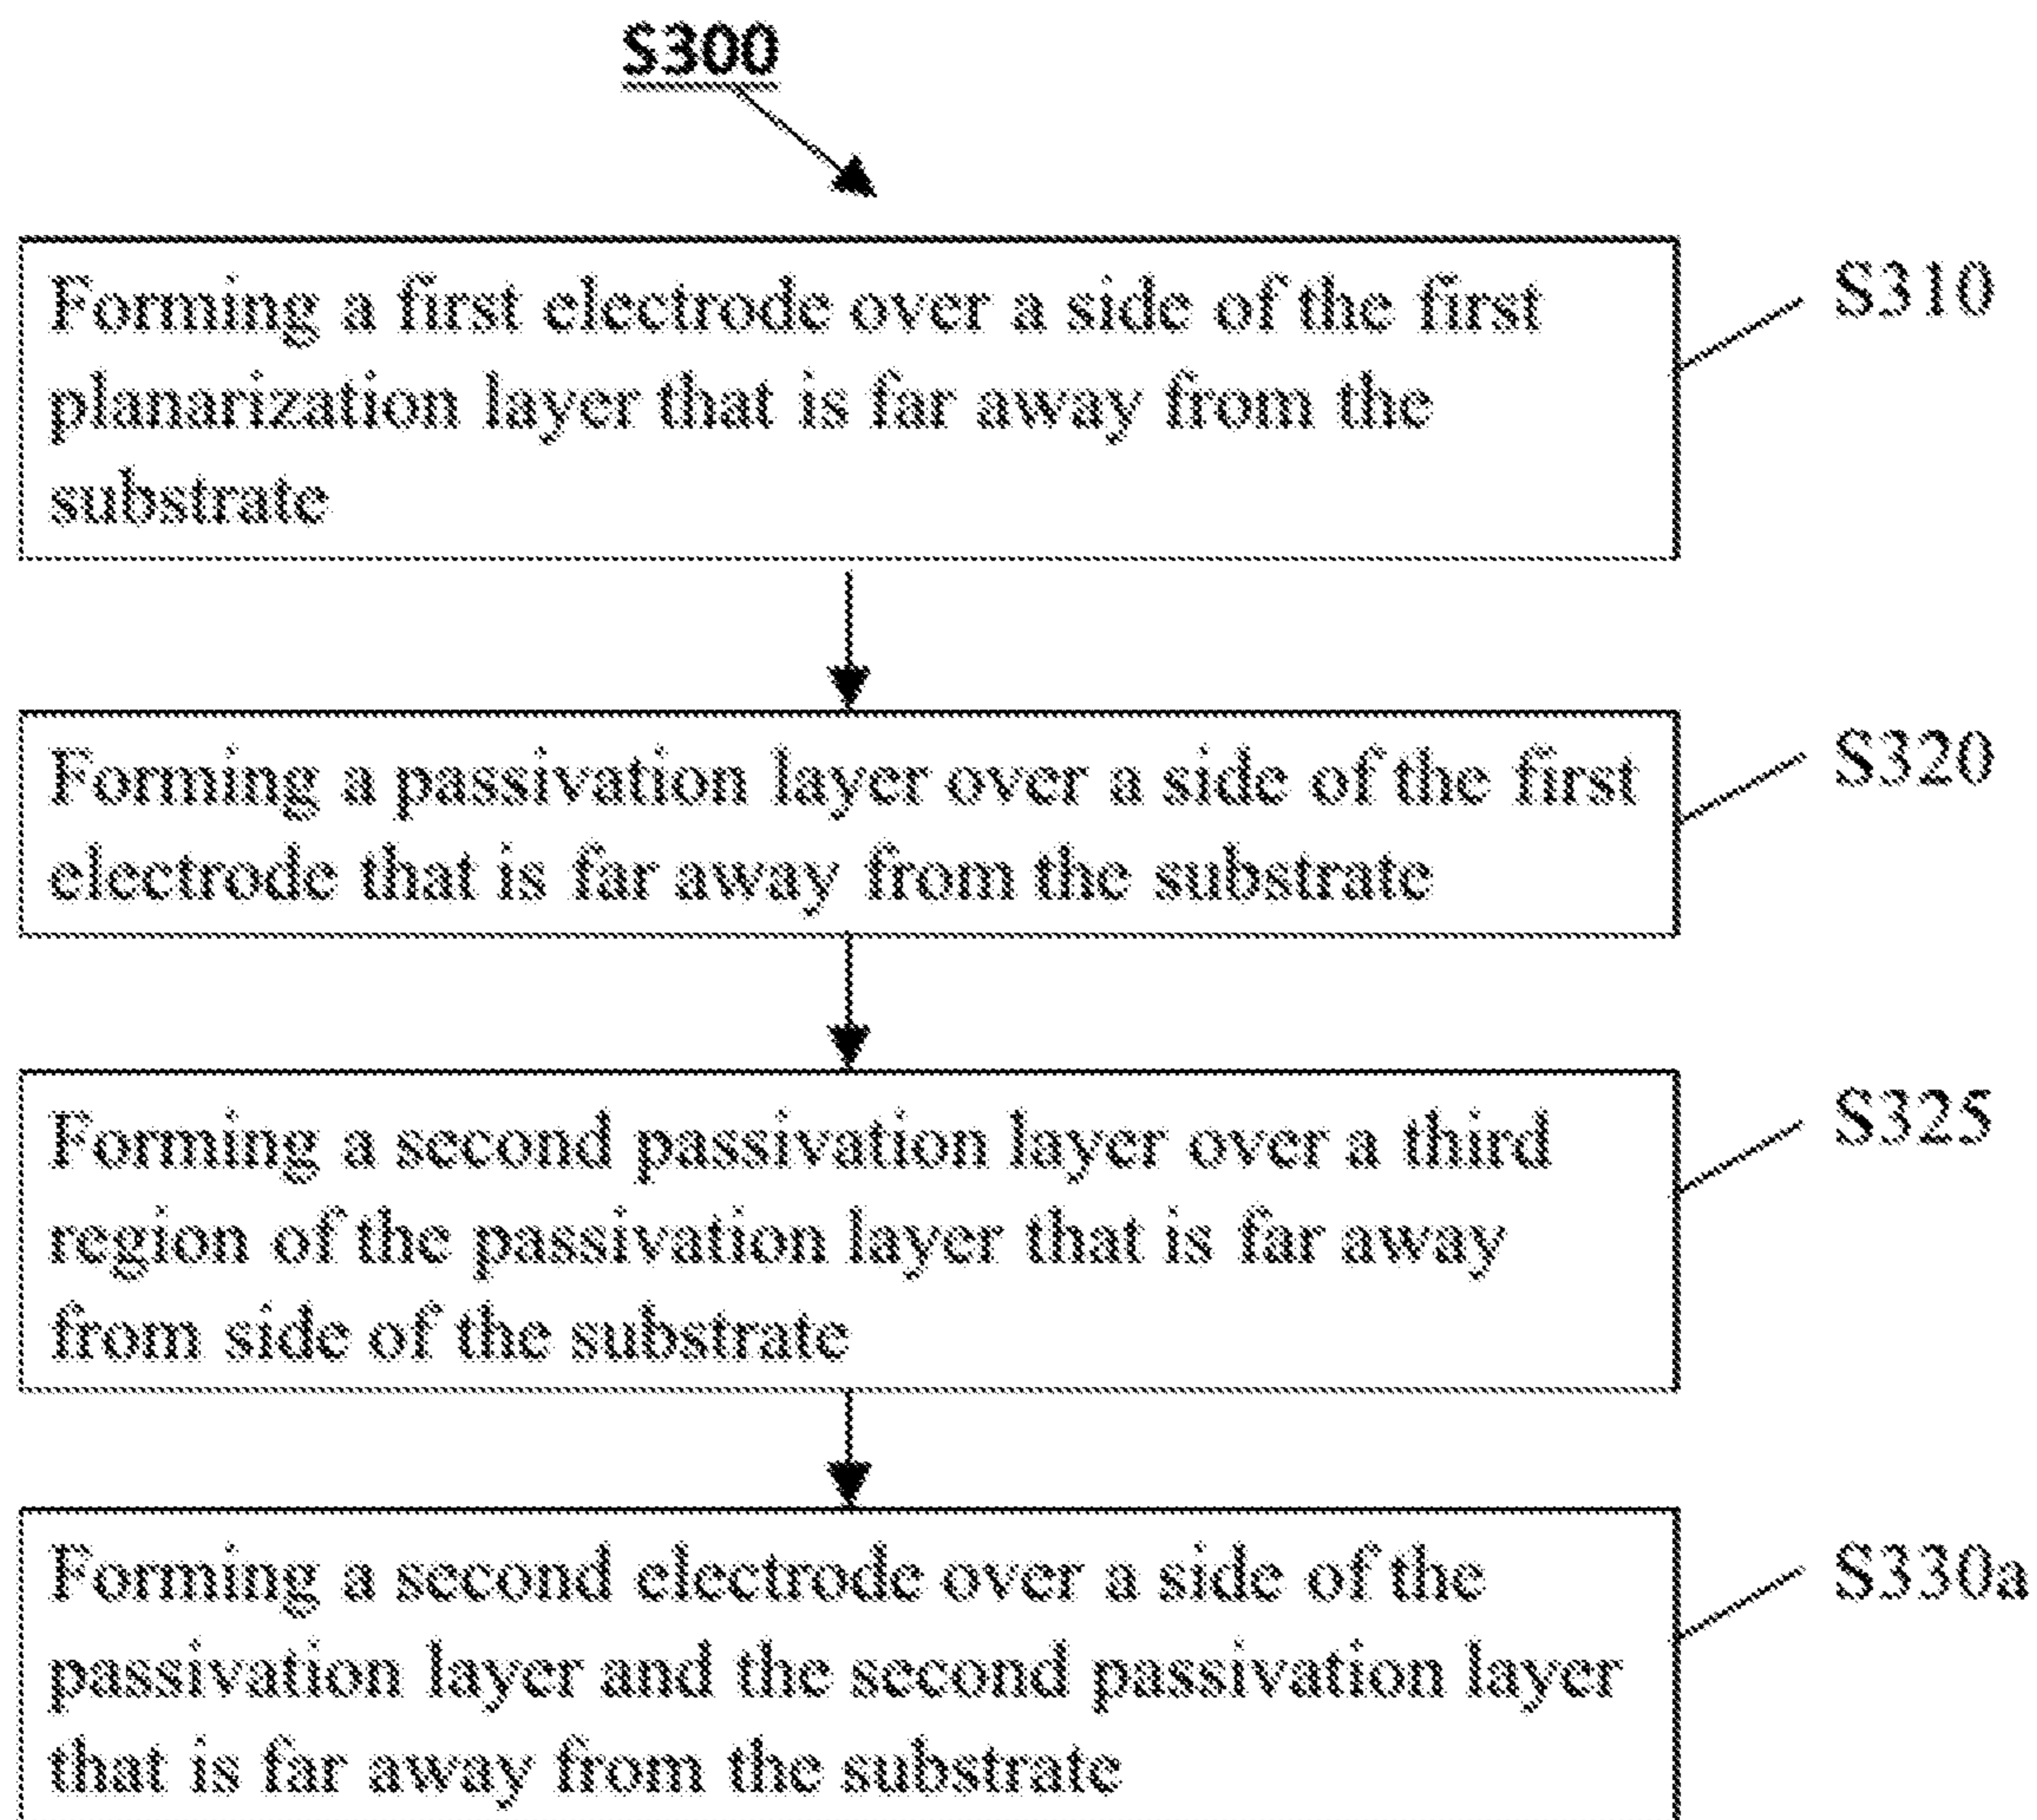 S300
Forming a first electrode over a side of the first
planarization layer that is far away from the
substrate
S310
Forming a passivation layer over a side of the first
electrode that is far away from the substrate
S320
Forming a second passivation layer over a third
region of the passivation layer that is far away
from side of the substrate
S325
Forming a second electrode over a side of the
passivation layer and the second passivation layer
that is far away from the substrate
S330a